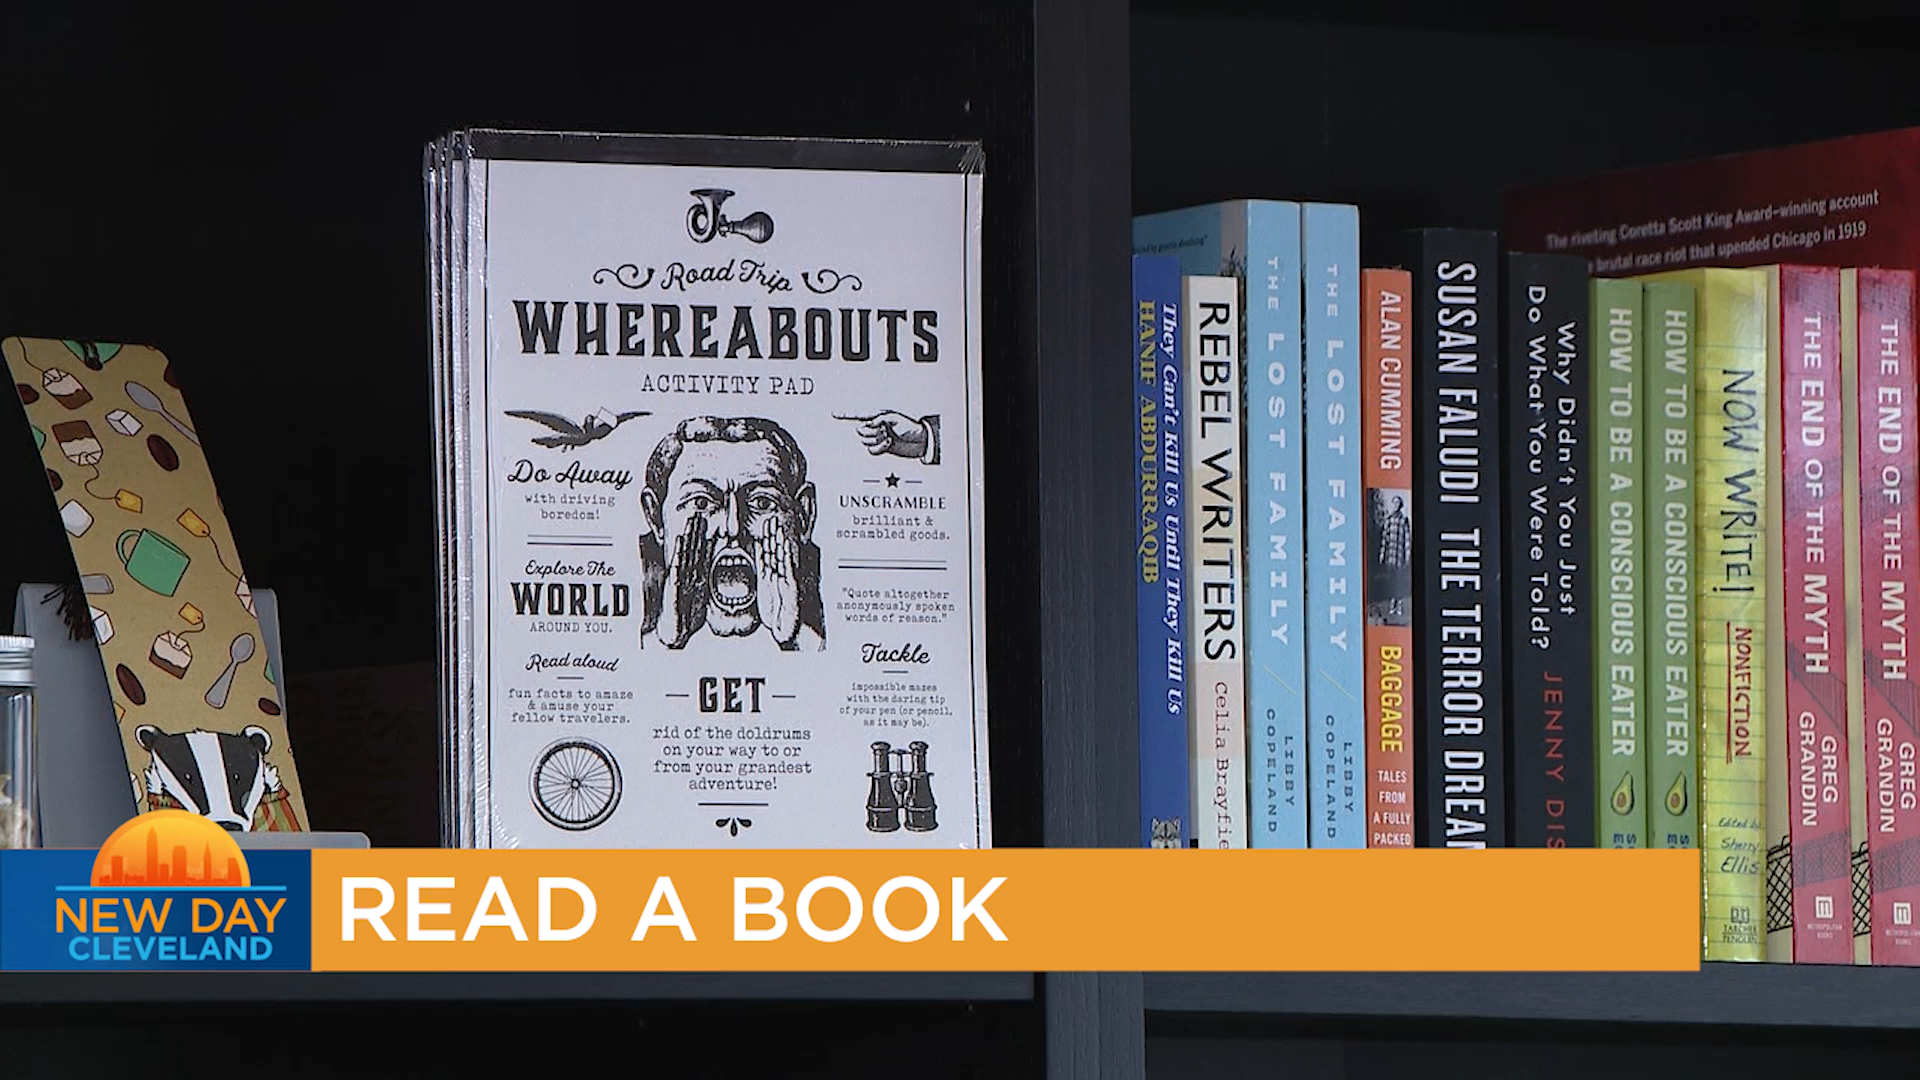 Road Trip
WHEREABOUTS
ACTIVITY PAD
Do Away
with driving
boredom!
Explore The
WORLD
AROUND YOU.
Read aloud
fun facts to amaze
& amuse your
fellow travelers.
UNSCRAMBLE
brilliant &
scrambled goods.
"Quote altogether
anonymously spoken
words of reason."
Tackle
impossible mazes
with the daring tip
of your pen (or pencil,
as it may be).
GET
rid of the doldrums
on your way to or
from your grandest
adventure!
They Can't Kill Us Until They Kill Us
HANIF ABDURRAQIB
REBEL WRITERS Celia Brayfie
THE LOST FAMILY / LIBBY
COPELAND
THE LOST FAMILY / LIBBY
COPELAND
ALAN CUMMING BAGGAGE
TALES
FROM
A FULLY
PACKED
SUSAN FALUDI THE TERROR DREAM
Why Didn't You Just
Do What You Were Told? JENNY DIS
The riveting Coretta Scott King Award-winning account
brutal race riot that upended Chicago in 1919
HOW TO BE A CONSCIOUS EATER
HOW TO BE A CONSCIOUS EATER
NOW WRITE! NONFICTION
Edited by
Sherry
Ellis
TARCHER
PENGUIN
THE END OF THE MYTH GREG
GRANDIN
METROPOLITAN
BOOKS
THE END OF THE MYTH GREG
GRANDIN
METROPOLITAN
BOOKS
NEW DAY
CLEVELAND
READ A BOOK